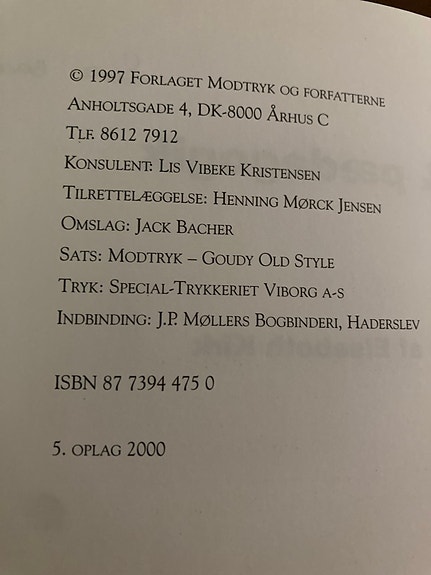 © 1997 Forlaget Modtryk og forfatterne
Anholtsgade 4, DK-8000 Århus C
Tlf. 8612 7912
Konsulent: Lis Vibeke Kristensen
Tilrettelæggelse: Henning Mørck Jensen
Omslag: Jack Bacher
Sats: Modtryk – Goudy Old Style
Tryk: Special-Trykkeriet Viborg a-s
Indbinding: J.P. Møllers Bogbinderi, Haderslev
ISBN 87 7394 475 0
5. oplag 2000